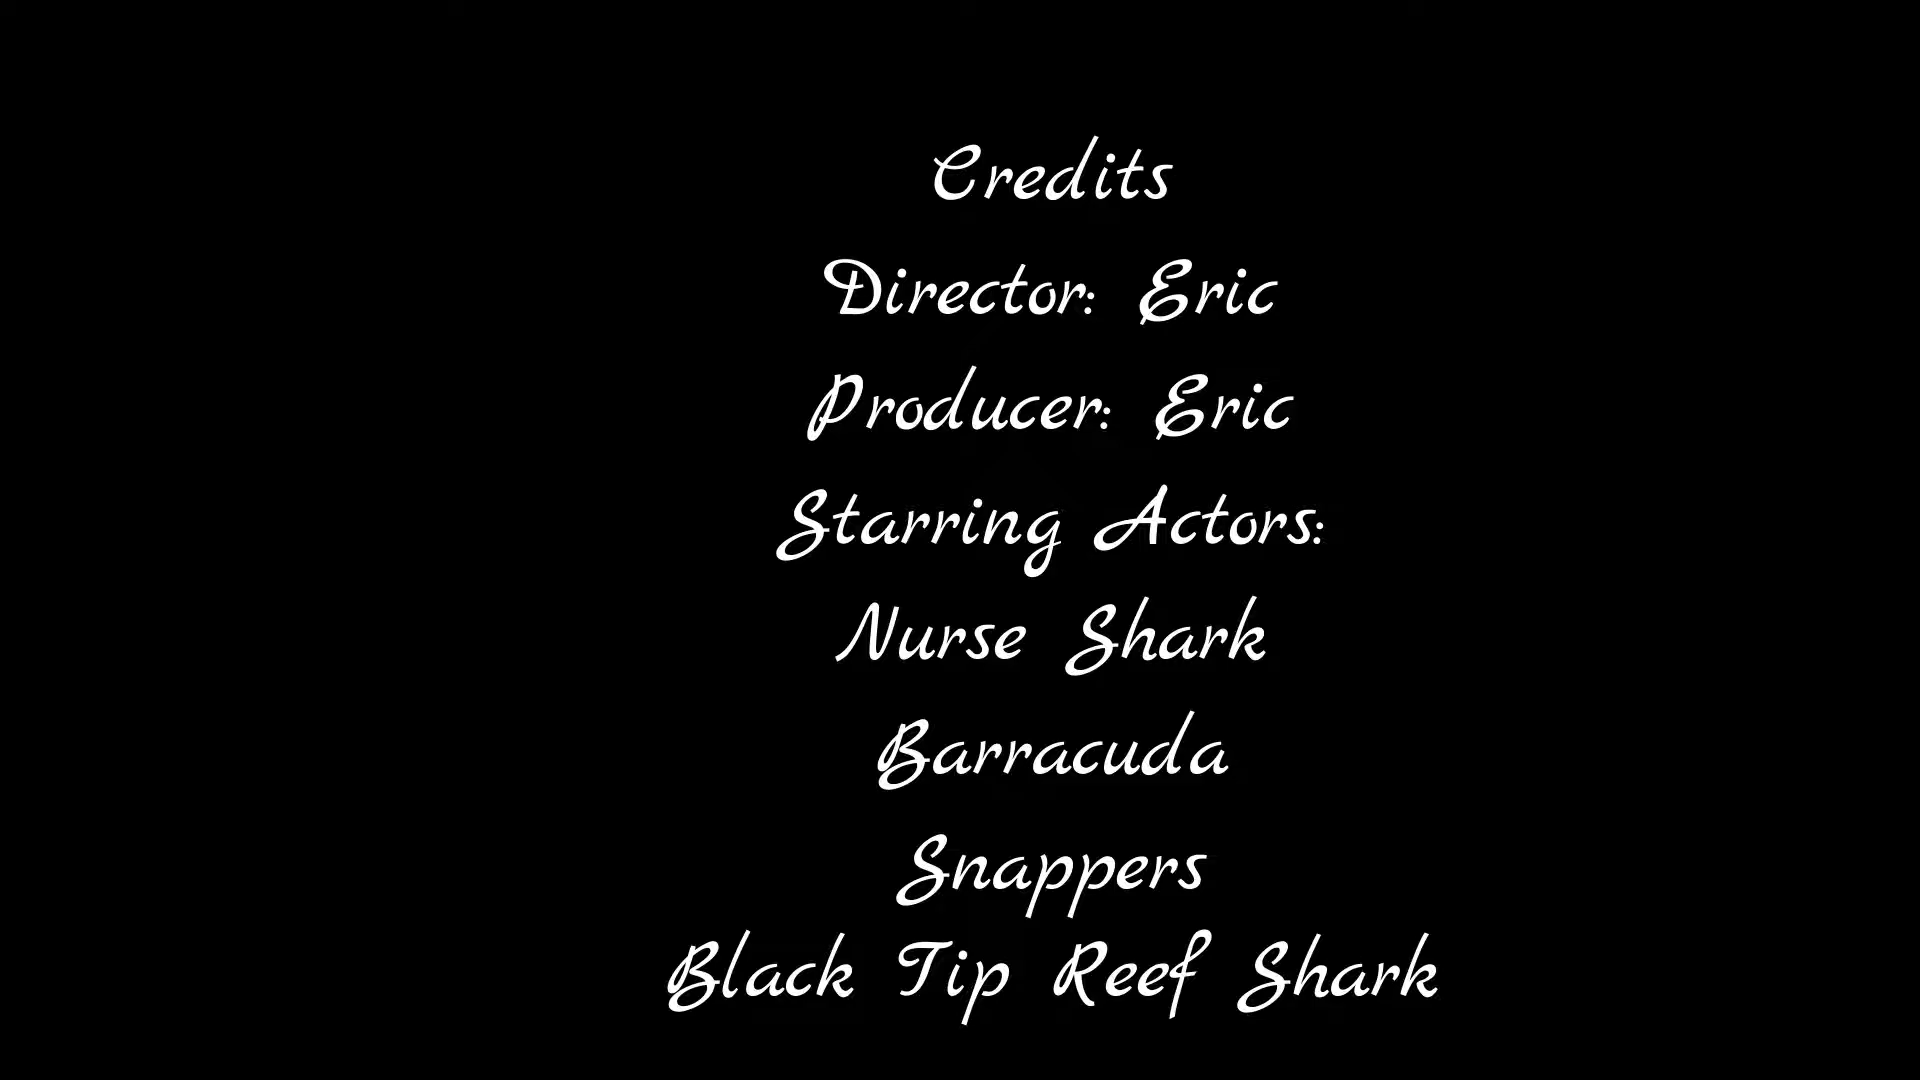 Credits
Director: Eric
Producer: Eric
Starring Actors:
Nurse Shark
Barracuda
Snappers
Black Tip Reef Shark